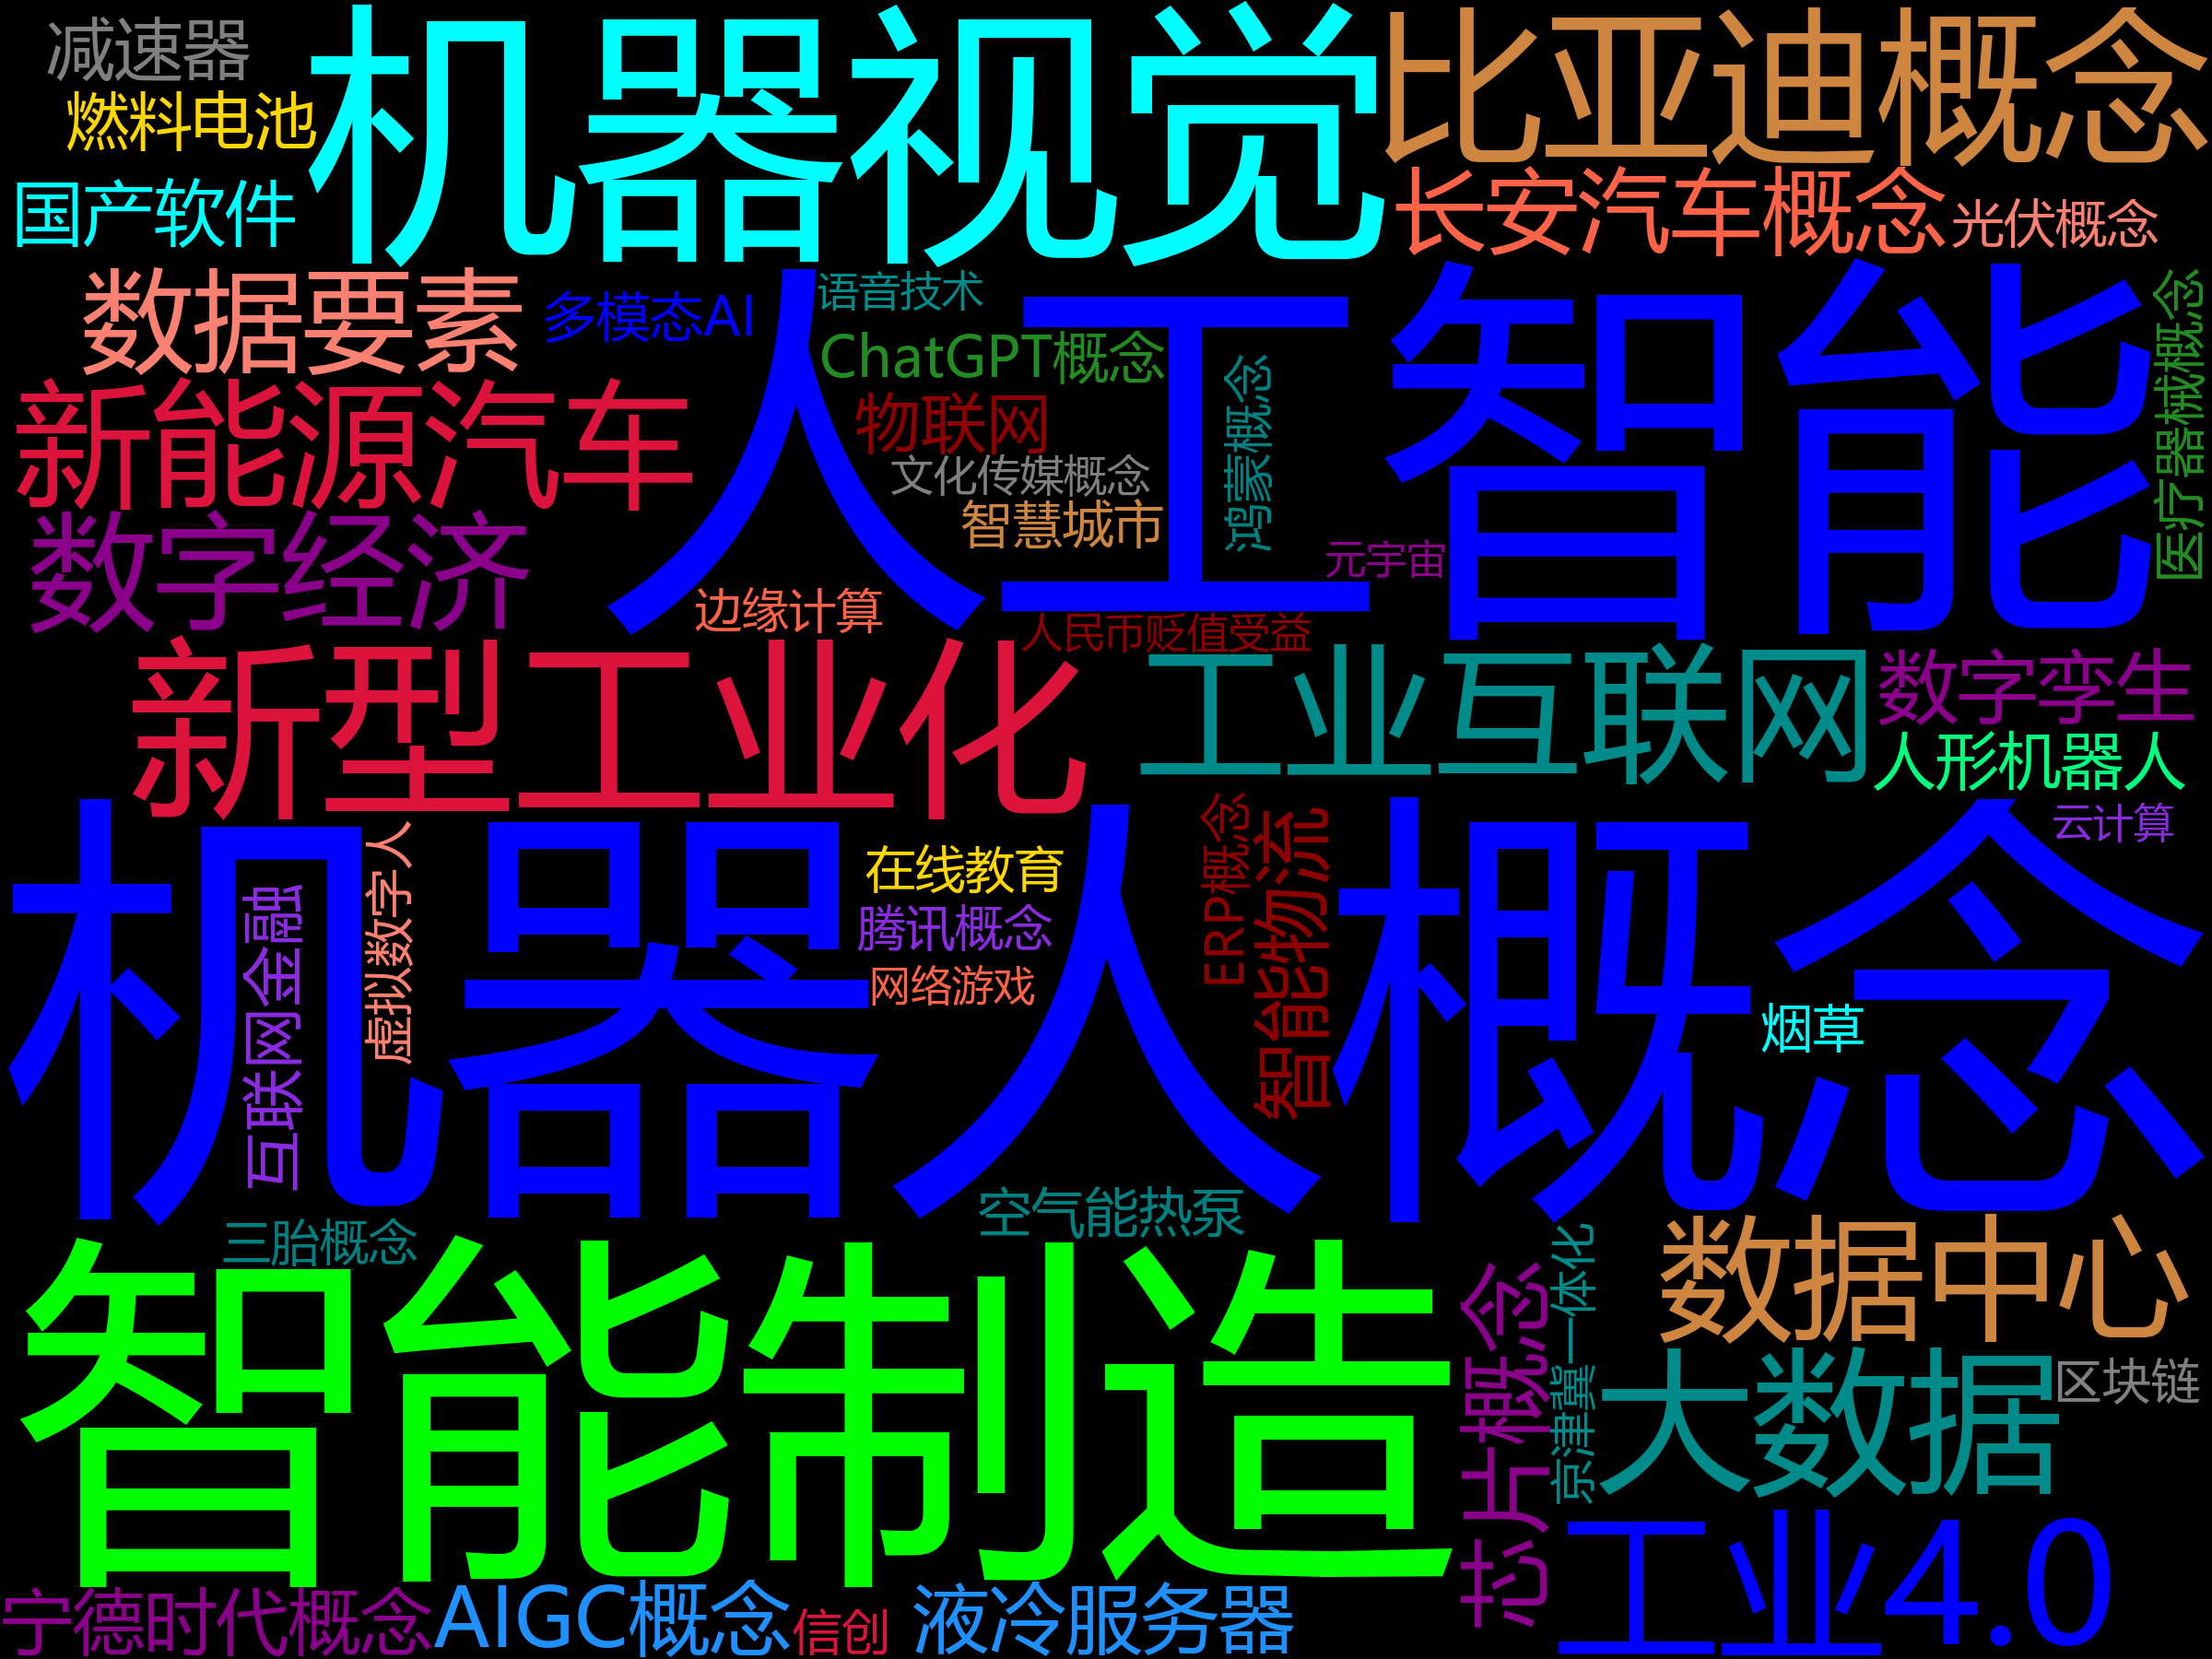 减速器
机器视觉
比亚迪概念
燃料电池
国产软件
长安汽车概念
光伏概念
数据要素
多模态AI
语音技术
人工智能
ChatGPT概念
鸿蒙概念
医疗器械概念
新能源汽车
物联网
文化传媒概念
智慧城市
元宇宙
数字经济
边缘计算
人民币贬值受益
新型工业化
工业互联网
数字孪生
人形机器人
云计算
机器人概念
虚拟数字人
互联网金融
在线教育
腾讯概念
网络游戏
ERP概念
智能物流
烟草
空气能热泵
三胎概念
智能制造
芯片概念
京津冀一体化
数据中心
大数据
区块链
工业4.0
宁德时代概念
AIGC概念
信创
液冷服务器